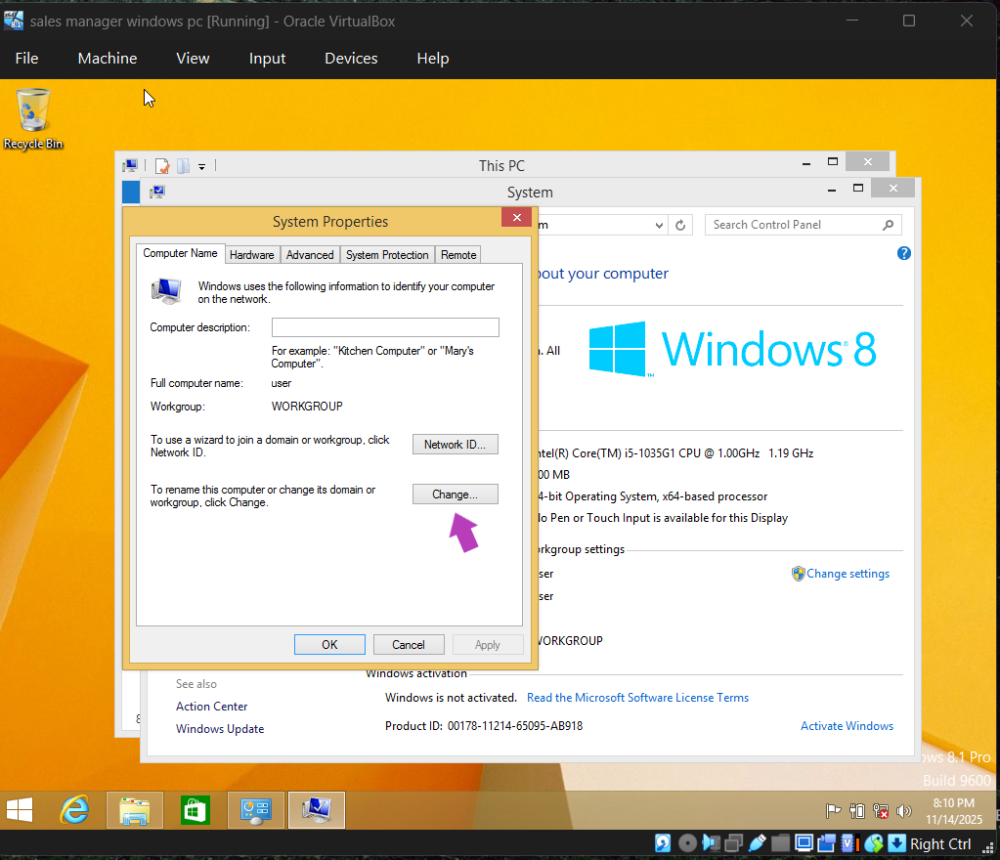 sales manager windows pc [Running] - Oracle VirtualBox
File Machine View Input Devices Help
Recycle Bin
This PC
System
System Properties
Search Control Panel
Computer Name Hardware Advanced System Protection Remote
Windows uses the following information to identify your computer
on the network.
Computer description:
For example: "Kitchen Computer" or "Mary's
Computer".
Full computer name: user
Workgroup: WORKGROUP
To use a wizard to join a domain or workgroup, click
Network ID.
Network ID...
To rename this computer or change its domain or
workgroup, click Change.
Change...
OK Cancel Apply
bout your computer
. All
Windows 8
ntel(R) Core(TM) i5-1035G1 CPU @ 1.00GHz 1.19 GHz
00 MB
4-bit Operating System, x64-based processor
o Pen or Touch Input is available for this Display
orkgroup settings
ser
Change settings
ser
WORKGROUP
Windows activation
Windows is not activated. Read the Microsoft Software License Terms
Product ID: 00178-11214-65095-AB918
Activate Windows
See also
Action Center
Windows Update
ows 8.1 Pro
Build 9600
8:10 PM
11/14/2025
Right Ctrl